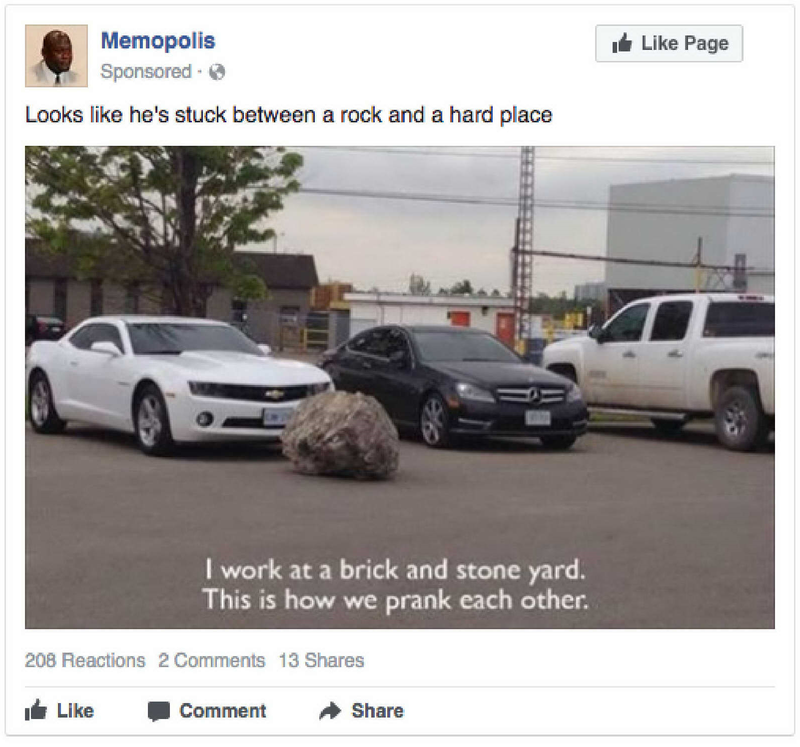 Memopolis
Like Page
Sponsored ·
Looks like he's stuck between a rock and a hard place
I work at a brick and stone yard.
This is how we prank each other.
208 Reactions 2 Comments 13 Shares
Like Comment Share